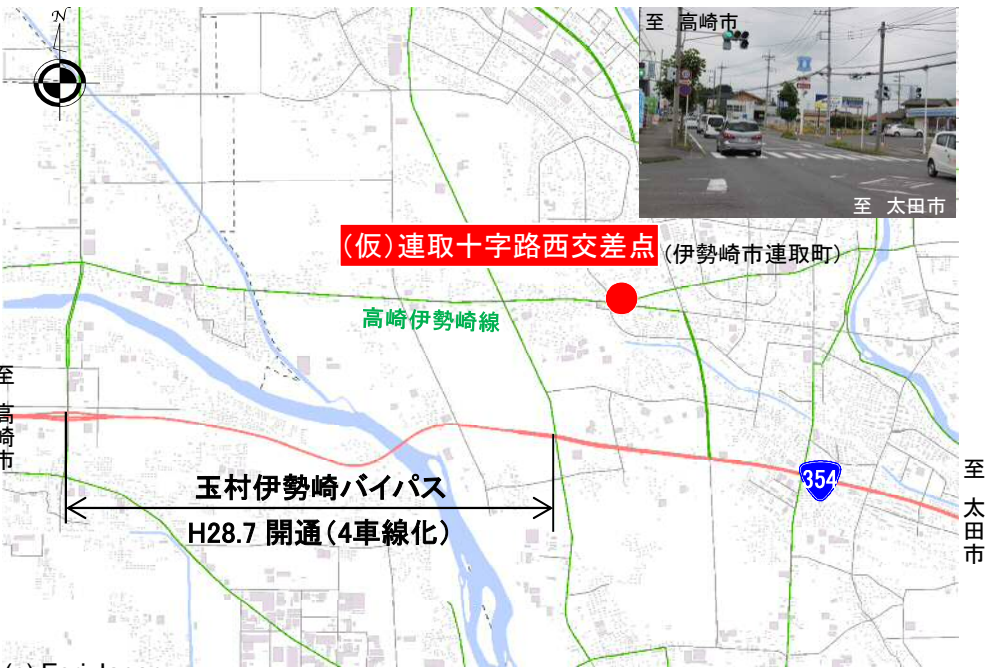 N
至 高崎市
至 太田市
(仮)連取十字路西交差点
(伊勢崎市連取町)
高崎伊勢崎線
至 高崎市
玉村伊勢崎バイパス
H28.7 開通(4車線化)
354
至 太田市